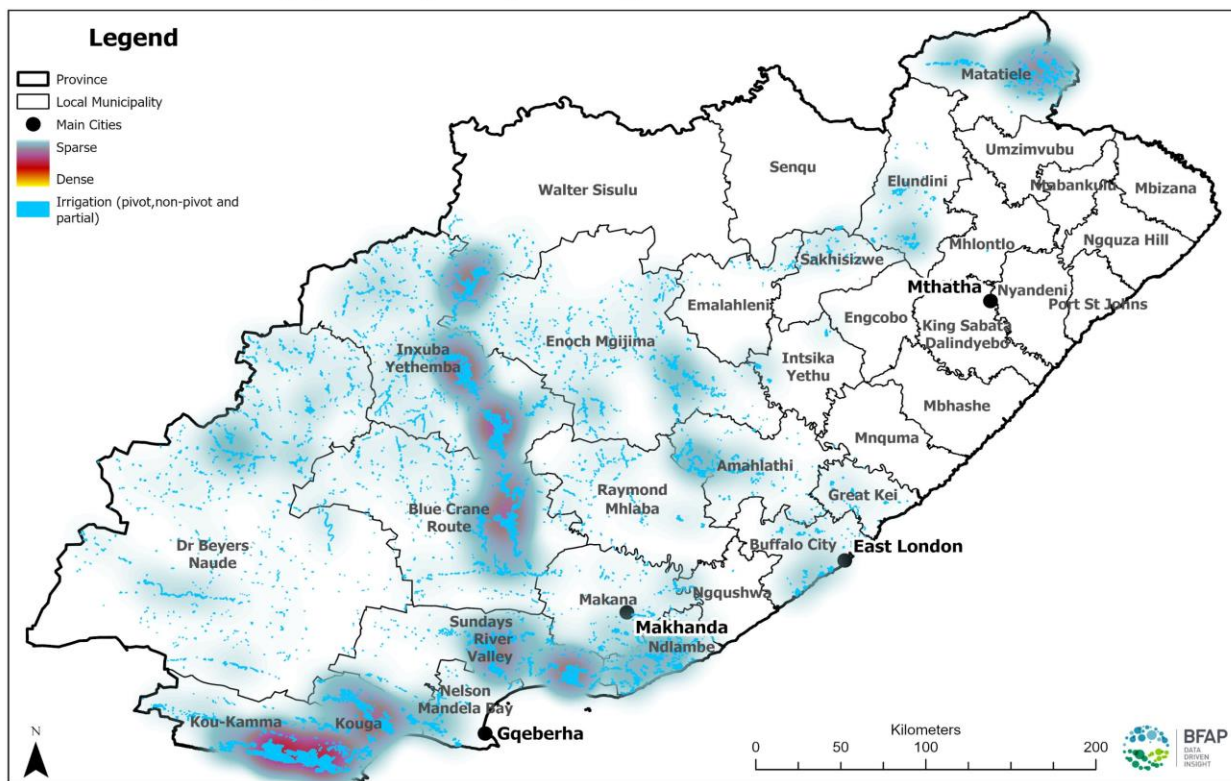 Legend
Province
Local Municipality
Main Cities
Sparse
Dense
Irrigation (pivot,non-pivot and
partial)
Matatiele
Umzimvubu
Senqu
Elundini
Walter Sisulu
Ntabankulu
Mbizana
Mhlontlo
Ngquza Hill
Sakhisizwe
Mthatha
Nyandeni
Port St Johns
Emalahleni
Engcobo
King Sabata
Dalindyebo
Enoch Mgijima
Inxuba
Yethemba
Intsika
Yethu
Mbhashe
Mnquma
Amahlathi
Great Kei
Raymond
Mhlaba
Blue Crane
Route
Dr Beyers
Naude
Buffalo City
East London
Makana
Ngqushwa
Makhanda
Sundays
River
Valley
Ndlambe
Nelson
Mandela Bay
Kou-Kamma
Kouga
Gqeberha
N
Kilometers
0 50 100 200
BFAP
DATA
DRIVEN
INSIGHT